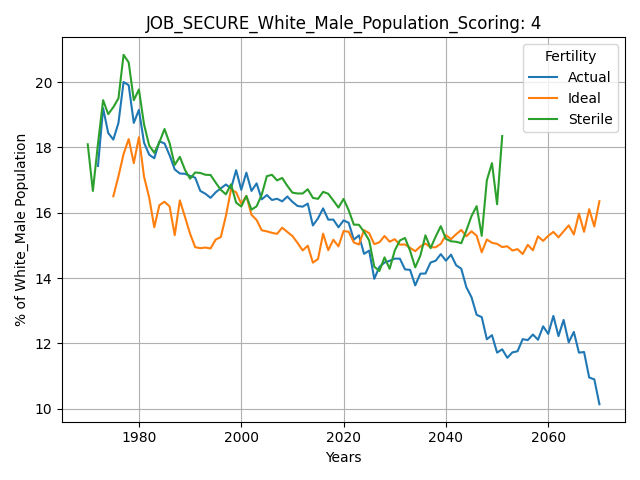 JOB_SECURE_White_Male_Population_Scoring: 4
Fertility
Actual
Ideal
Sterile
% of White_Male Population
20
18
16
14
12
10
1980 2000 2020 2040 2060
Years